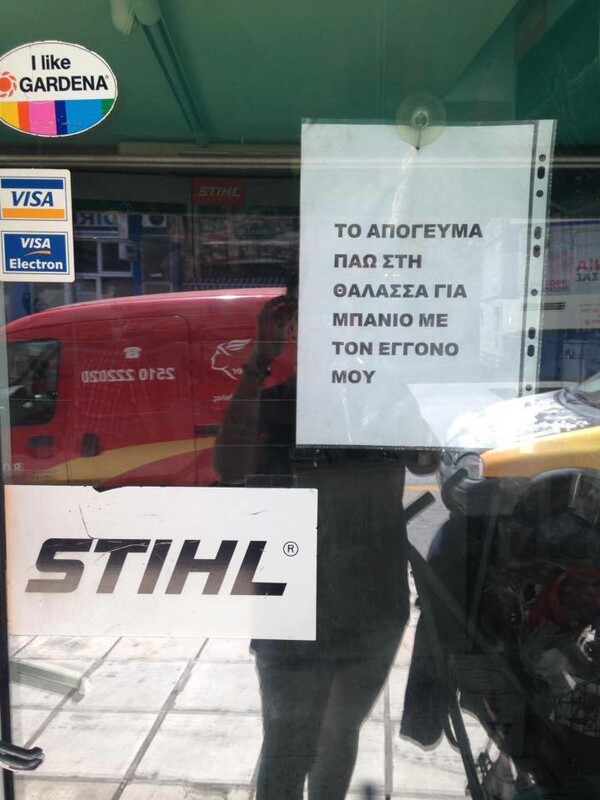 I like
GARDENA
VISA
VISA
Electron
STIHL
ΤΟ ΑΠΟΓΕΥΜΑ
ΠΑΩ ΣΤΗ
ΘΑΛΑΣΣΑ ΓΙΑ
ΜΠΑΝΙΟ ΜΕ
ΤΟΝ ΕΓΓΟΝΟ
ΜΟΥ
2510 222020
STIHL®